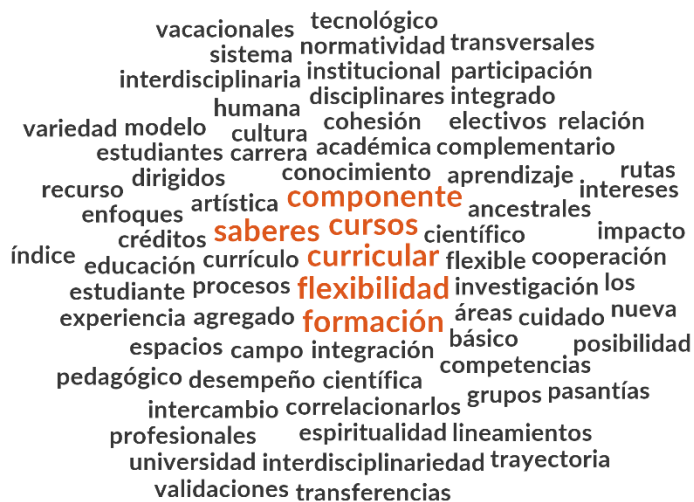 tecnológico
vacacionales
normatividad transversales
sistema
institucional participación
interdisciplinaria
disciplinares integrado
humana
cohesión electivos relación
variedad modelo cultura
académica complementario
estudiantes carrera
conocimiento aprendizaje rutas
dirigidos
recurso intereses
artística componente
enfoques ancestrales
saberes cursos
créditos científico impacto
índice currículo curricular flexible cooperación
educación
estudiante procesos flexibilidad investigación los
experiencia agregado formación áreas cuidado nueva
básico
espacios campo integración posibilidad
competencias
pedagógico desempeño científica
grupos pasantías
intercambio correlacionarlos
profesionales espiritualidad lineamientos
universidad interdisciplinariedad trayectoria
validaciones transferencias